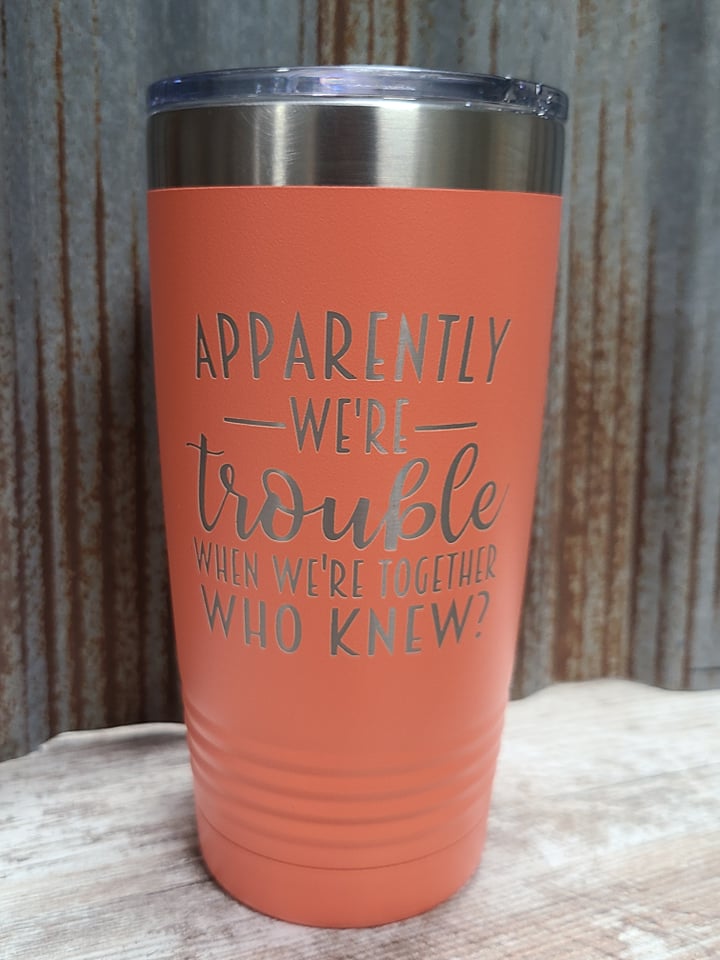 APPARENTLY
—WE'RE—
trouble
WHEN WE'RE TOGETHER
WHO KNEW?